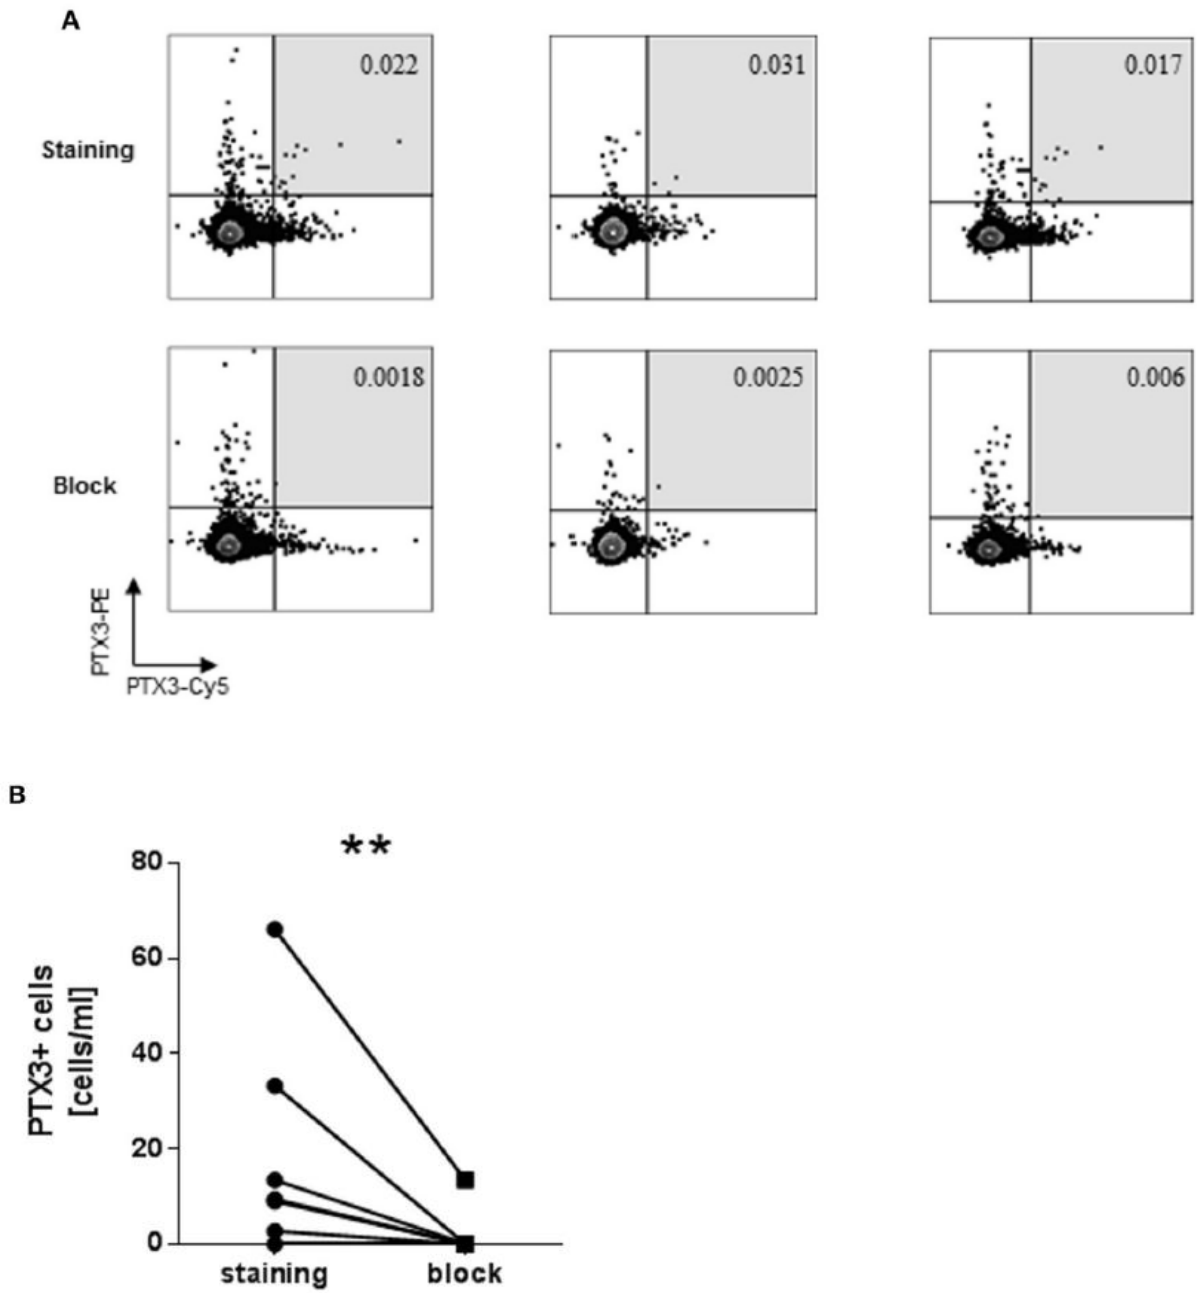 A
Staining
0.022
0.031
0.017
Block
0.0018
0.0025
0.006
PTX3-PE
PTX3-Cy5
B
**
PTX3+ cells
[cells/ml]
80
60
40
20
0
staining
block